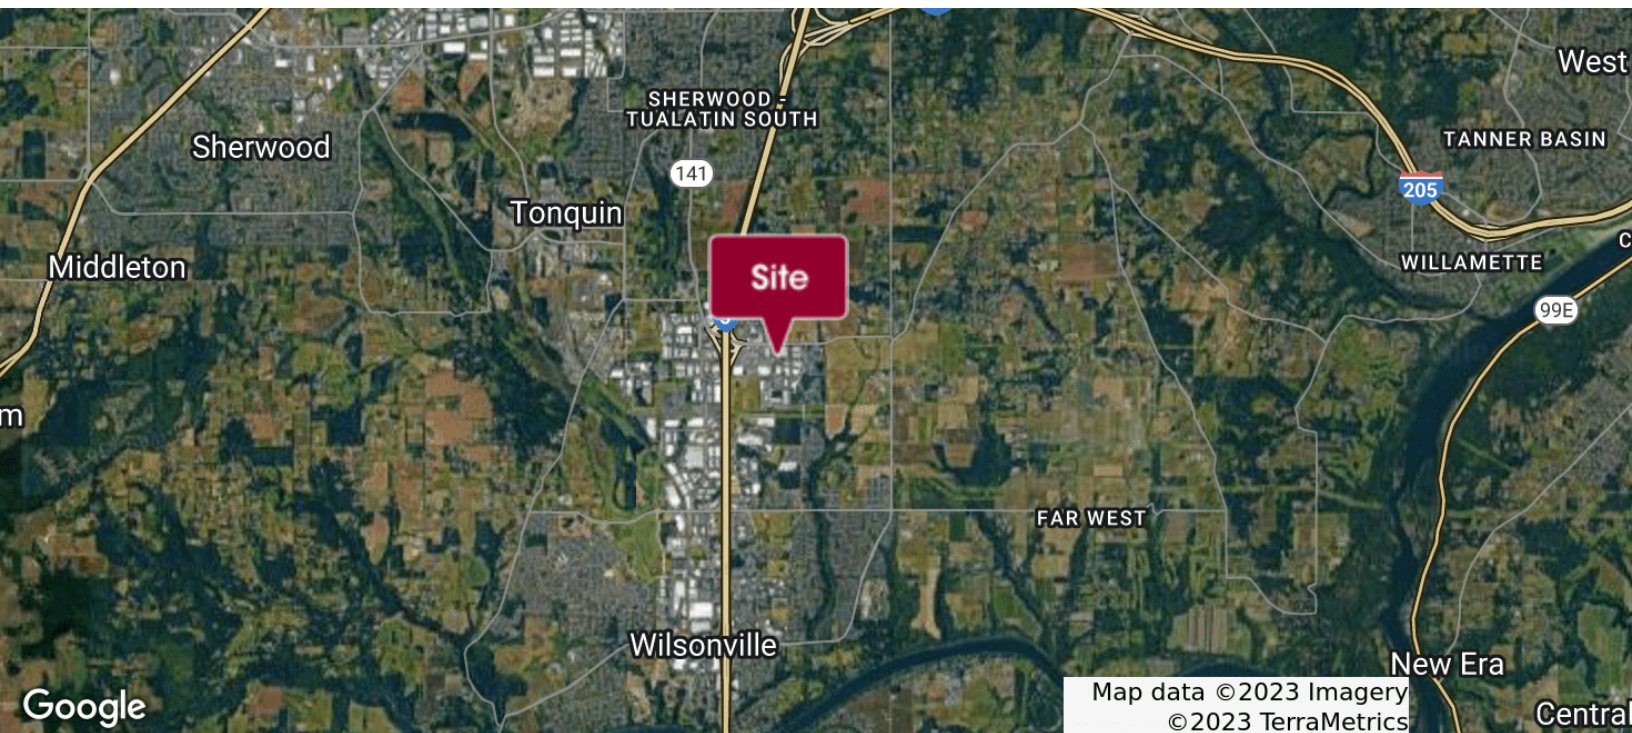 West
SHERWOOD -
TUALATIN SOUTH
TANNER BASIN
Sherwood
141
205
Tonquin
C
WILLAMETTE
Middleton
Site
99E
5
m
FAR WEST
Wilsonville
New Era
Google
Map data ©2023 Imagery
©2023 TerraMetrics
Central